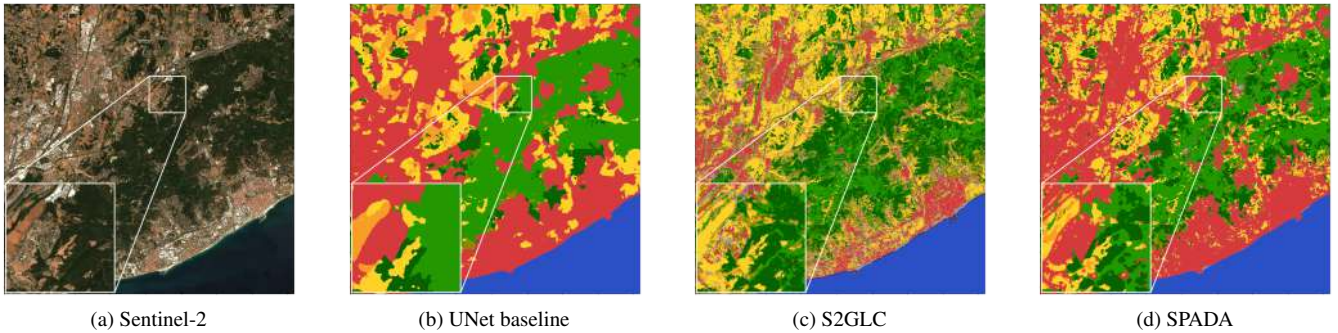 (a) Sentinel-2
(b) UNet baseline
(c) S2GLC
(d) SPADA